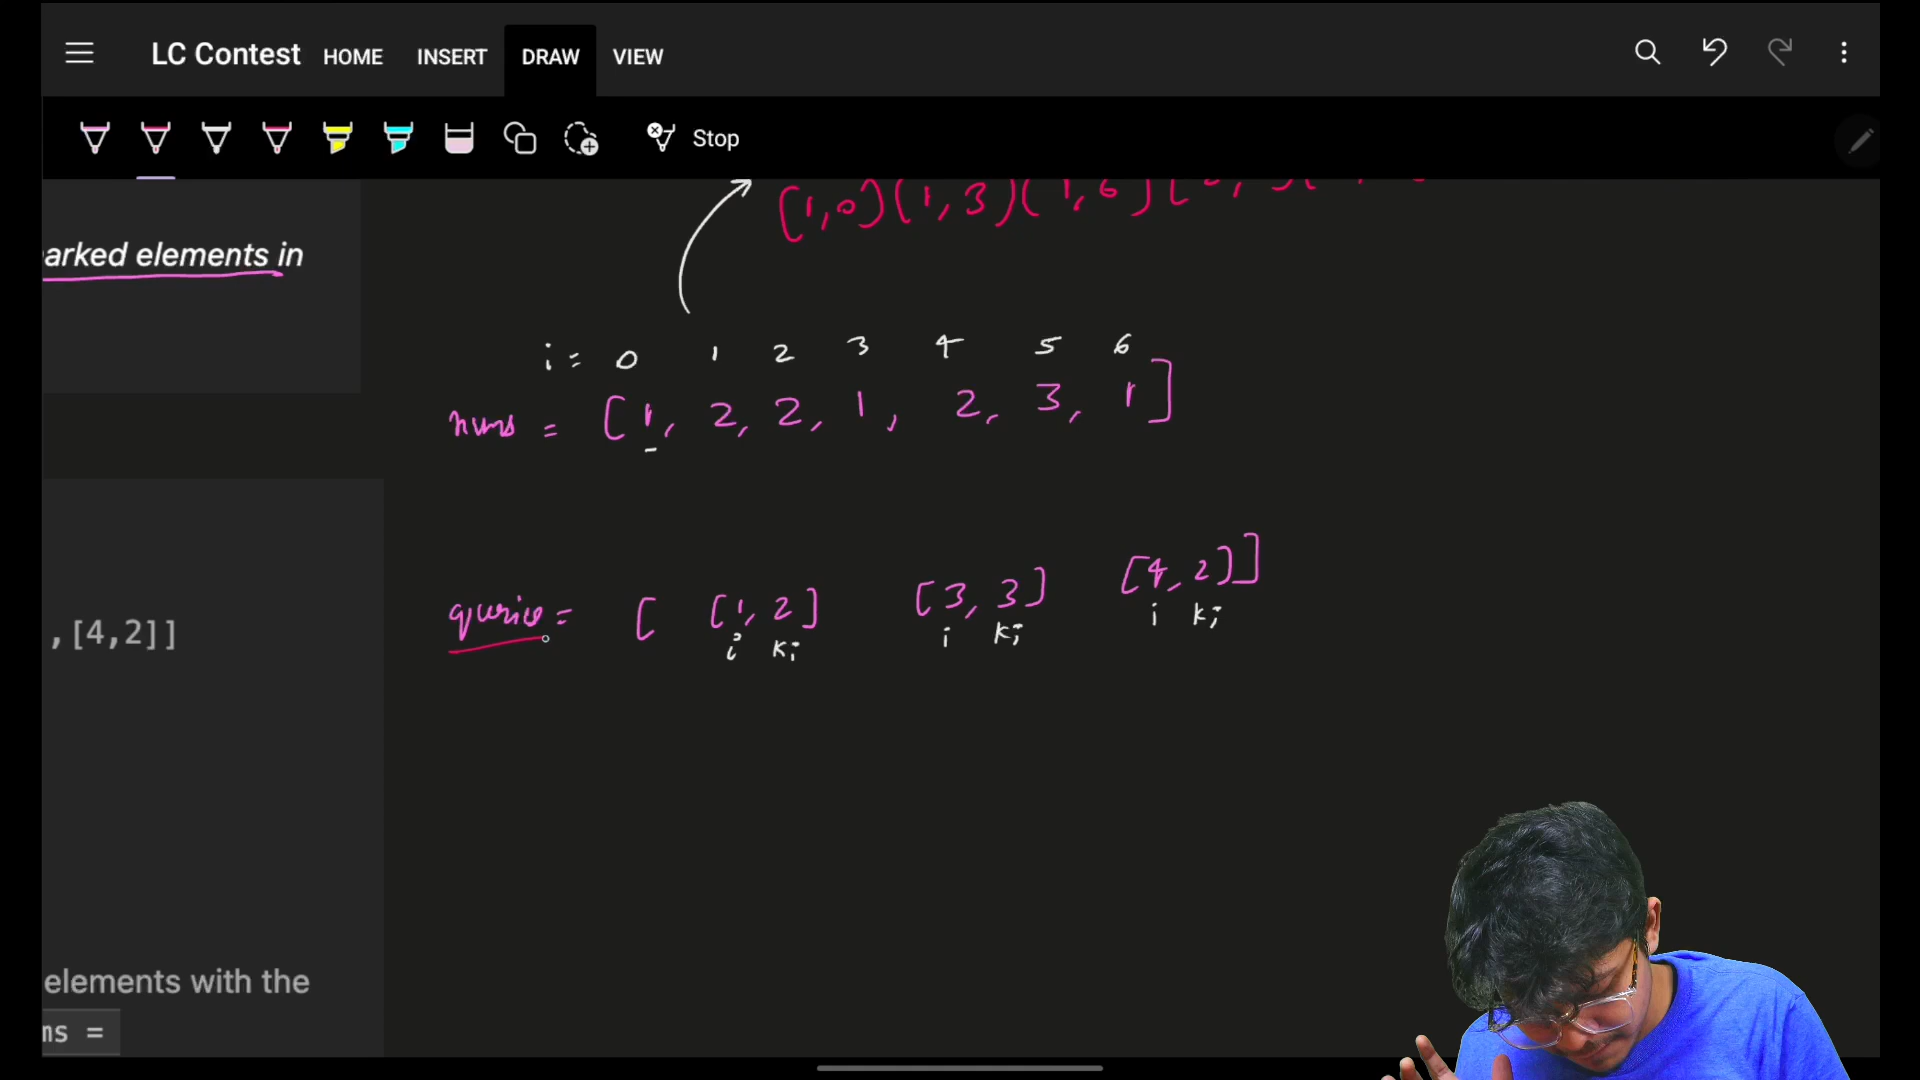 LC Contest HOME INSERT DRAW VIEW
Stop
[1,0] (1,3) (1,6) [
arked elements in
i = 0 1 2 3 4 5 6
nums = [1, 2, 2, 1, 2, 3, 1]
queries = [ [1, 2] [3, 3] [4, 2]]
i ki i ki i ki
,[4,2]]
elements with the
ms =